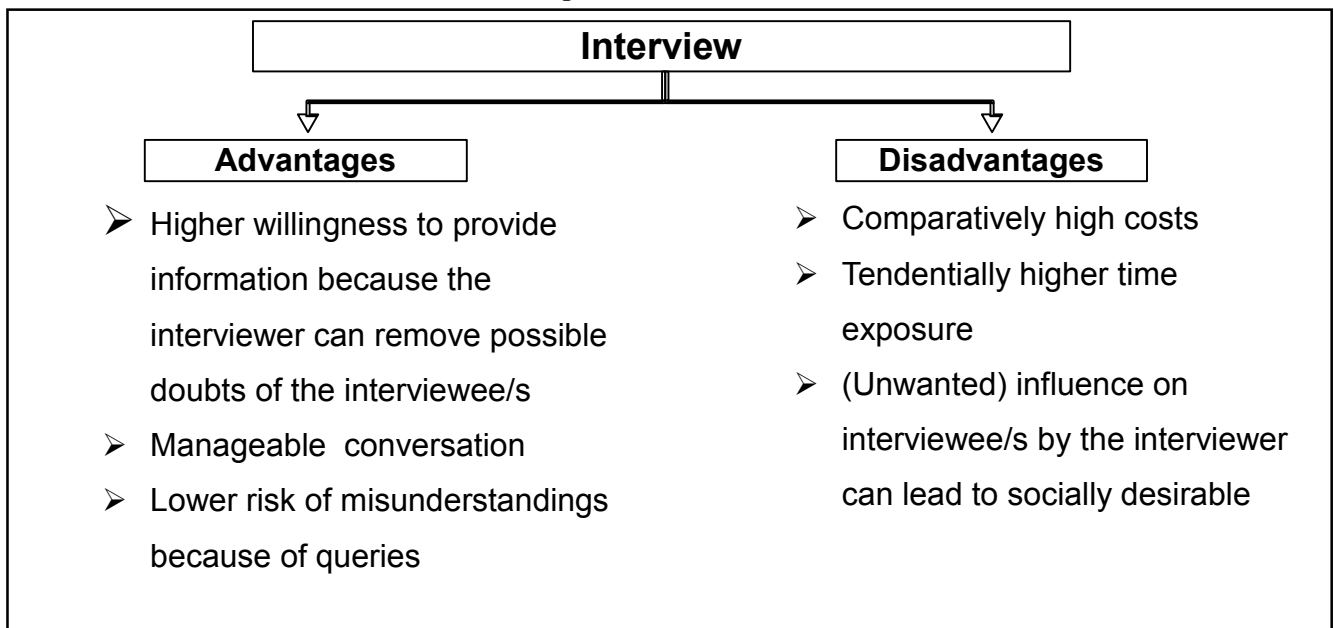 Interview
Advantages
➢ Higher willingness to provide
information because the
interviewer can remove possible
doubts of the interviewee/s
➢ Manageable conversation
➢ Lower risk of misunderstandings
because of queries
Disadvantages
➢ Comparatively high costs
➢ Tendentially higher time
exposure
➢ (Unwanted) influence on
interviewee/s by the interviewer
can lead to socially desirable